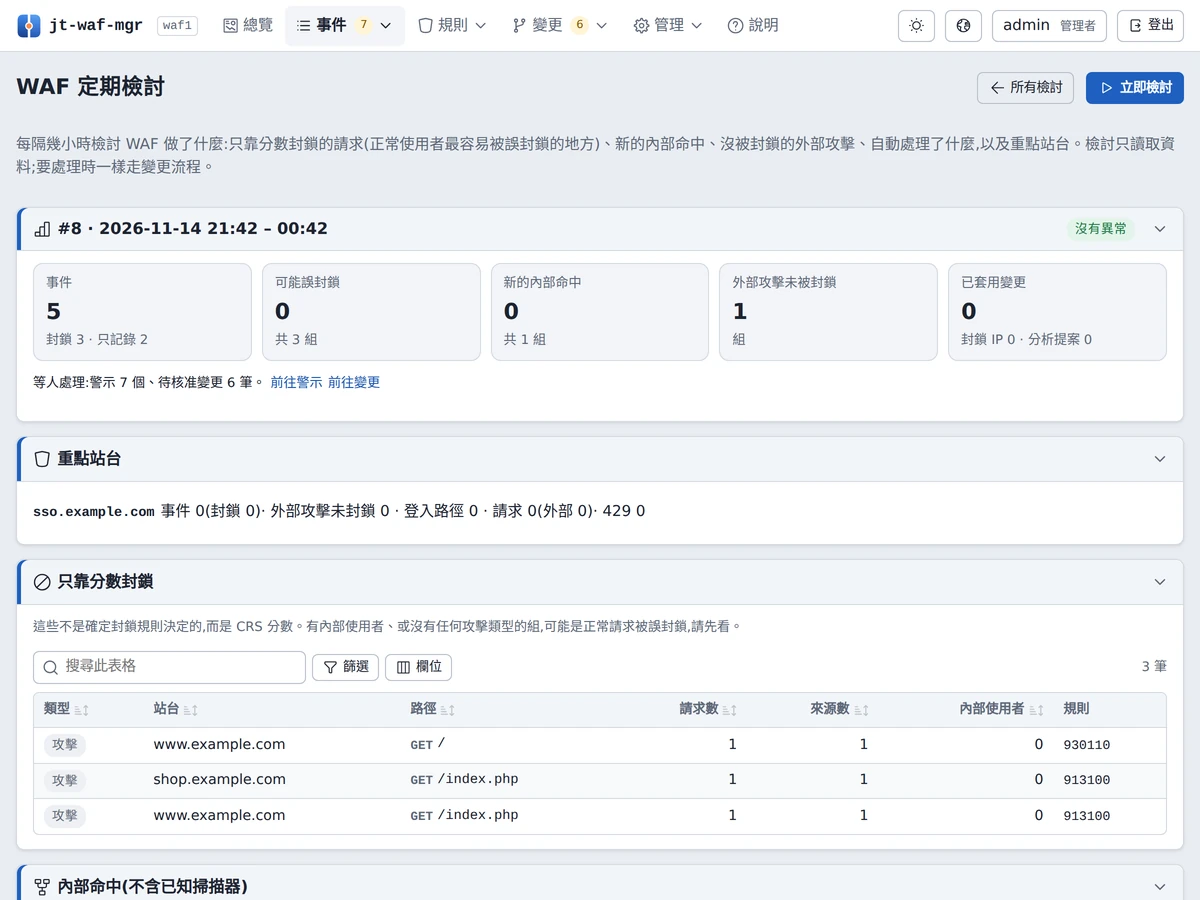 jt-waf-mgr waf1 總覽 事件 7 規則 變更 6 管理 說明 admin 管理者 登出
WAF 定期檢討
所有檢討 立即檢討
每隔幾小時檢討 WAF 做了什麼:只靠分數封鎖的請求(正常使用者最容易被誤封鎖的地方)、新的內部命中、沒被封鎖的外部攻擊、自動處理了什麼,以及重點站台。檢討只讀取資
料;要處理時一樣走變更流程。
#8 · 2026-11-14 21:42 – 00:42 沒有異常
事件 可能誤封鎖 新的內部命中 外部攻擊未被封鎖 已套用變更
5 0 0 1 0
封鎖 3 · 只記錄 2 共 3 組 共 1 組 組 封鎖 IP 0 · 分析提案 0
等人處理:警示 7 個、待核准變更 6 筆。 前往警示 前往變更
重點站台
sso.example.com 事件 0(封鎖 0)· 外部攻擊未封鎖 0 · 登入路徑 0 · 請求 0(外部 0)· 429 0
只靠分數封鎖
這些不是確定封鎖規則決定的,而是 CRS 分數。有內部使用者、或沒有任何攻擊類型的組,可能是正常請求被誤封鎖,請先看。
搜尋此表格 篩選 欄位 3 筆
類型 站台 路徑 請求數 來源數 內部使用者 規則
攻擊 www.example.com GET / 1 1 0 930110
攻擊 shop.example.com GET /index.php 1 1 0 913100
攻擊 www.example.com GET /index.php 1 1 0 913100
內部命中(不含已知掃描器)